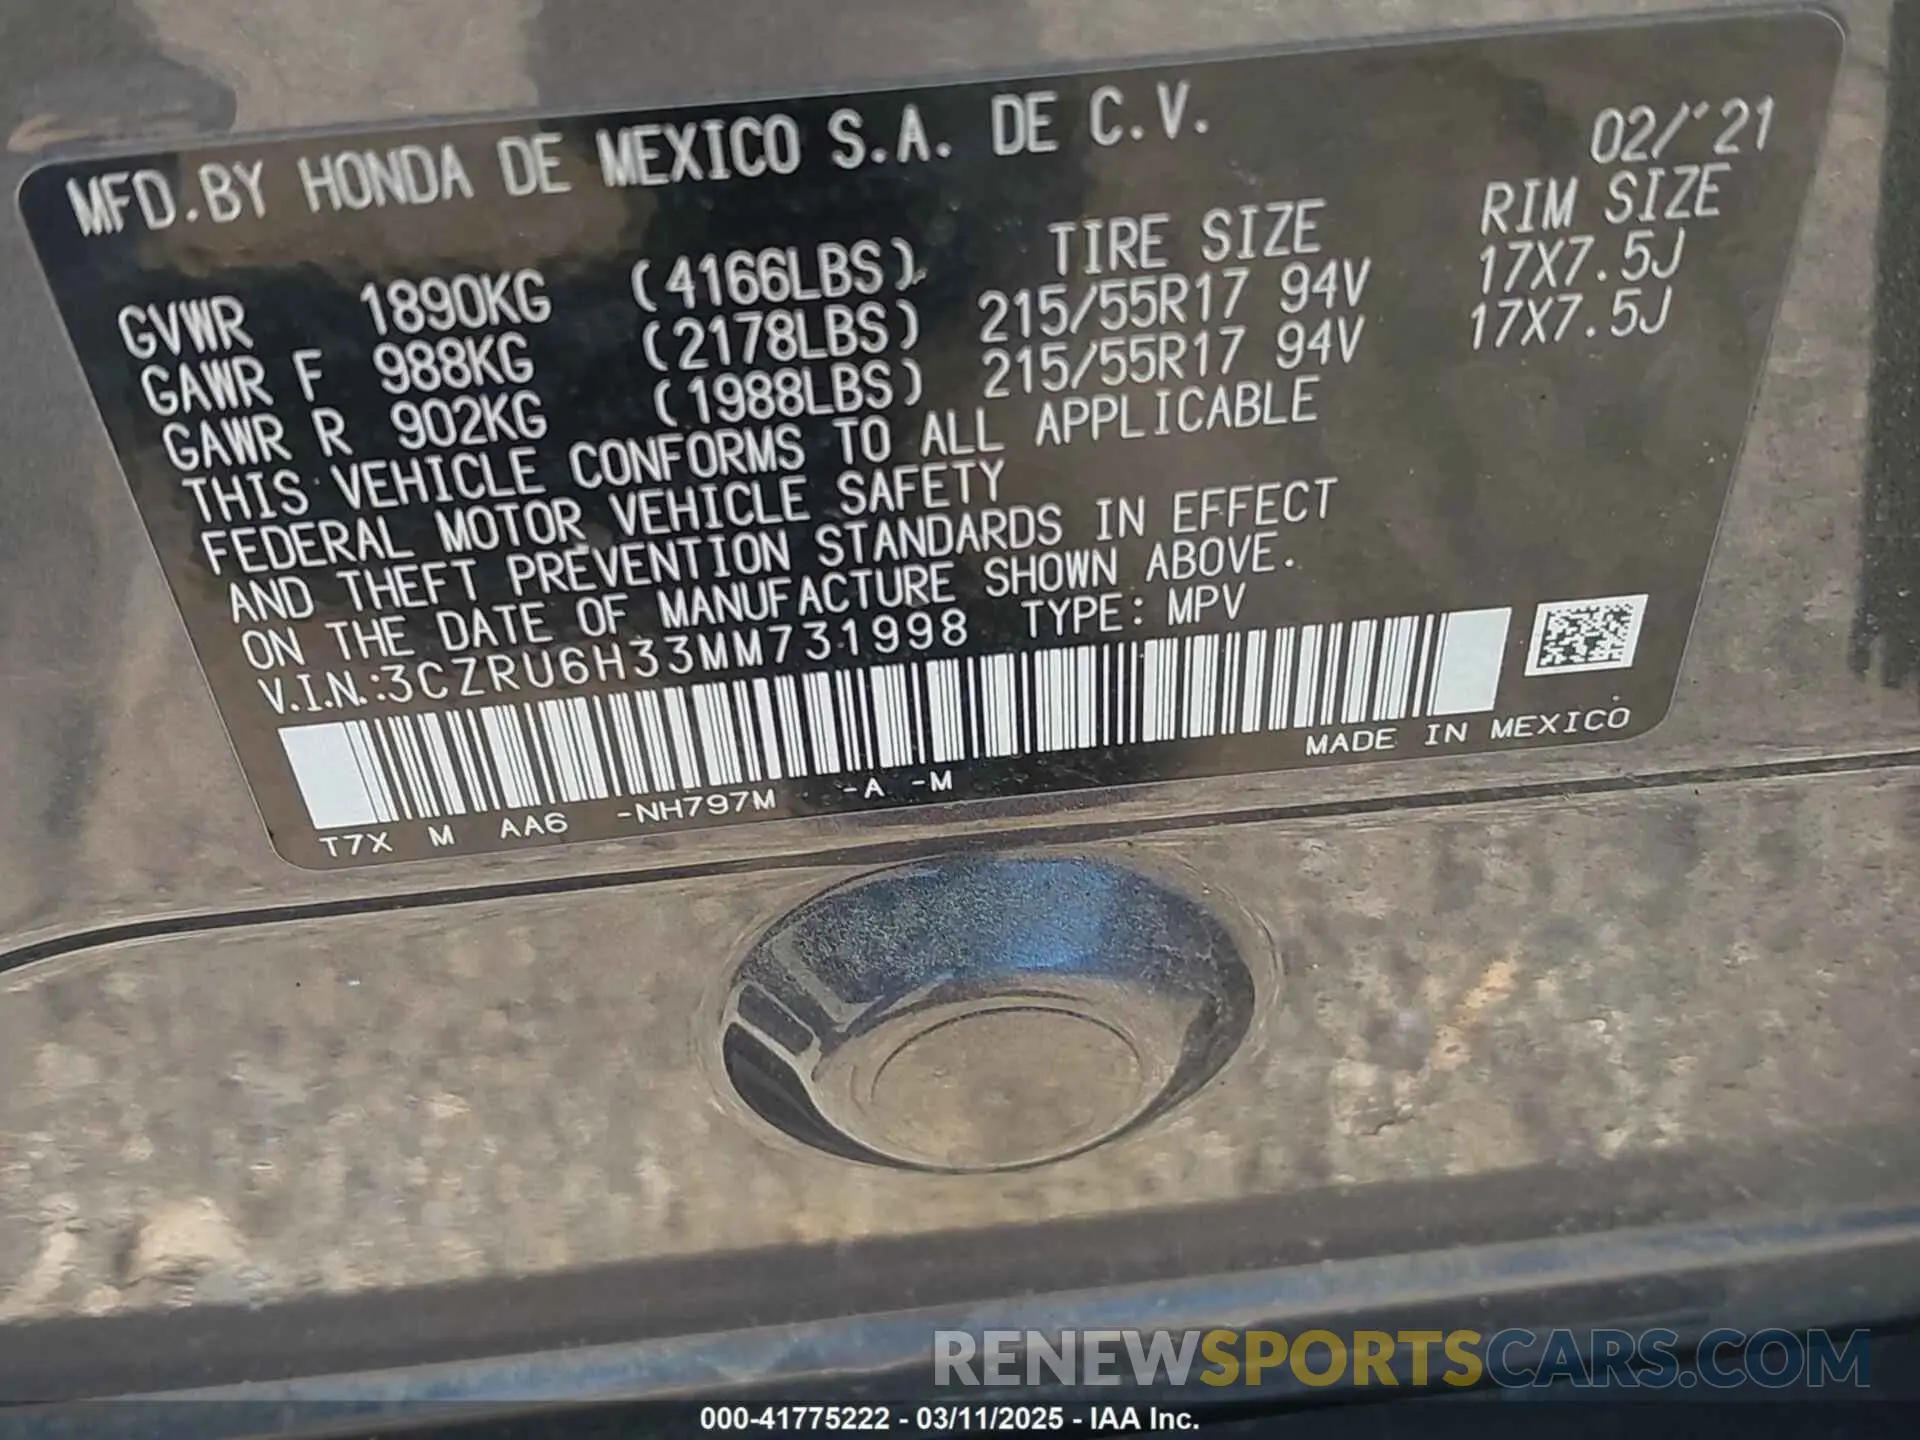 MFD.BY HONDA DE MEXICO S.A. DE C.V. 02/'21
TIRE SIZE RIM SIZE
GVWR 1890KG (4166LBS)
GAWR F 988KG (2178LBS) 215/55R17 94V 17X7.5J
GAWR R 902KG (1988LBS) 215/55R17 94V 17X7.5J
THIS VEHICLE CONFORMS TO ALL APPLICABLE
FEDERAL MOTOR VEHICLE SAFETY
AND THEFT PREVENTION STANDARDS IN EFFECT
ON THE DATE OF MANUFACTURE SHOWN ABOVE.
V.I.N.:3CZRU6H33MM731998 TYPE: MPV
MADE IN MEXICO
T7X M AA6 -NH797M -A -M
RENEWSPORTSCARS.COM
000-41775222 - 03/11/2025 - IAA Inc.